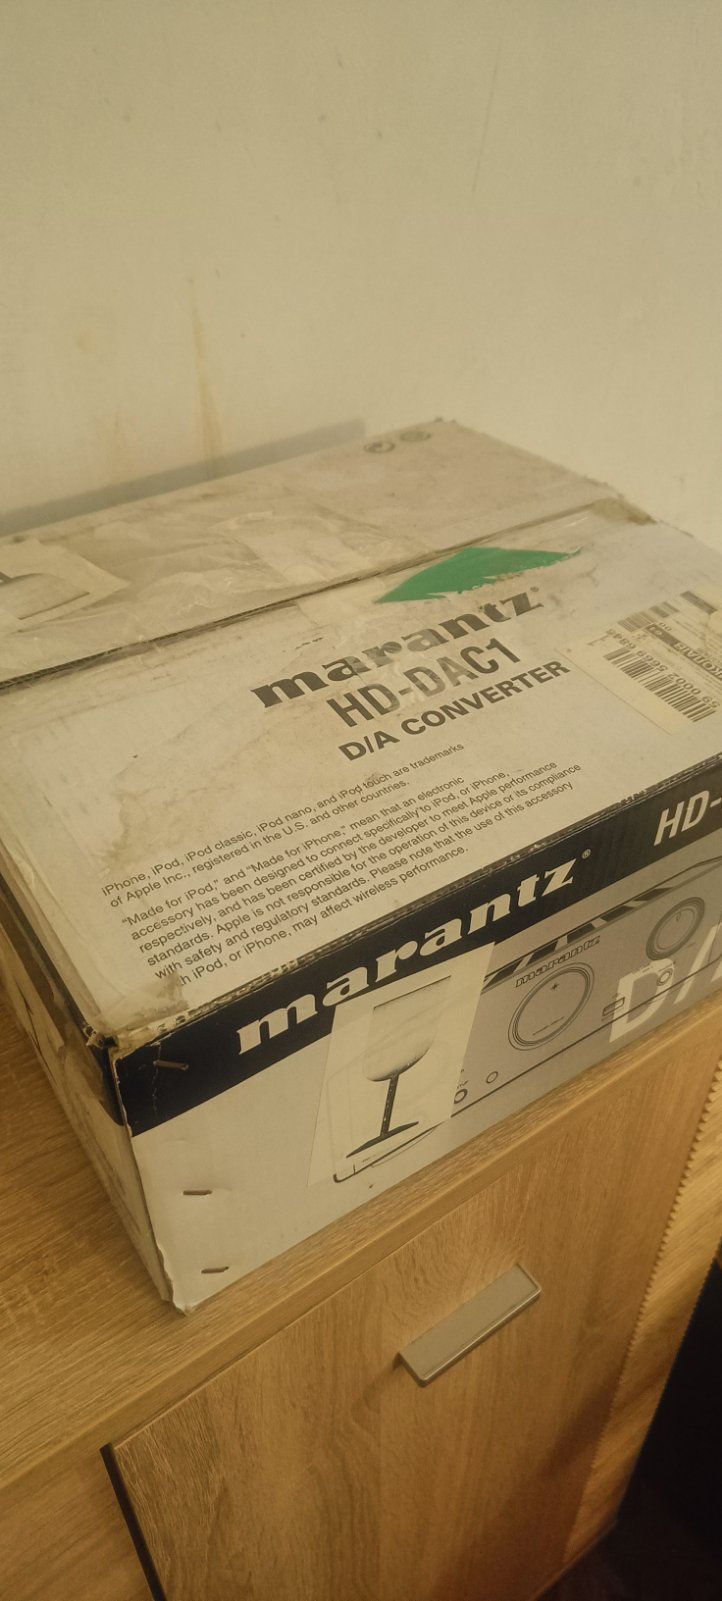 marantz®
HD-DAC1
D/A CONVERTER
iPhone, iPod, iPod classic, iPod nano, and iPod touch are trademarks
of Apple Inc., registered in the U.S. and other countries.
"Made for iPod," and "Made for iPhone," mean that an electronic
accessory has been designed to connect specifically to iPod, or iPhone,
respectively, and has been certified by the developer to meet Apple performance
standards. Apple is not responsible for the operation of this device or its compliance
with safety and regulatory standards. Please note that the use of this accessory
with iPod, or iPhone, may affect wireless performance.
marantz®
HD-
marantz
D/